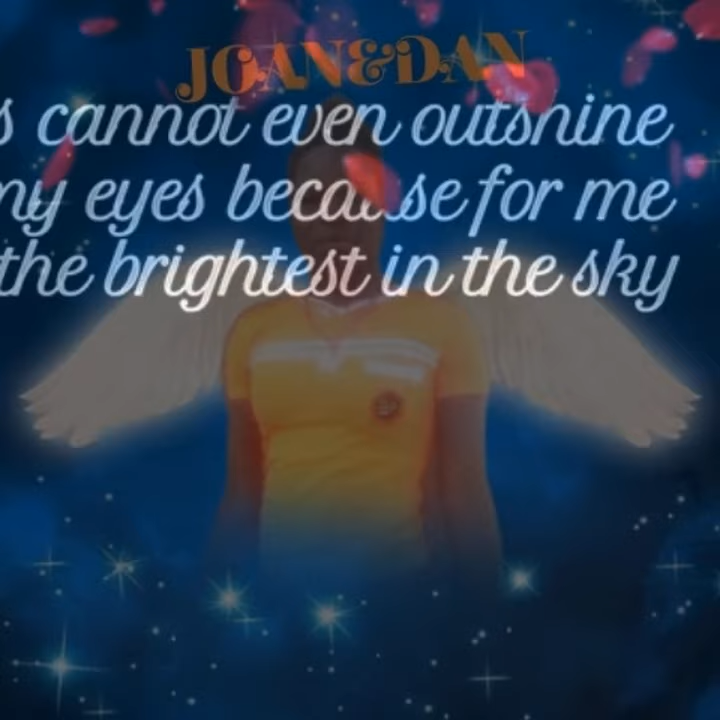 JOAN&DAN
s cannot even outshine
my eyes because for me
the brightest in the sky